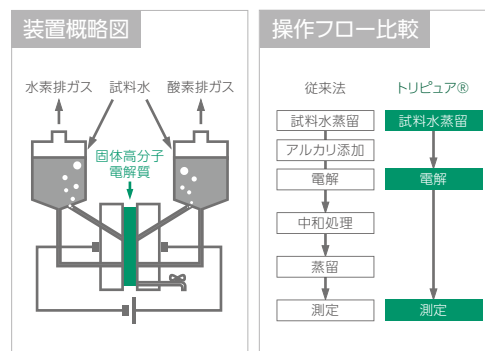 装置概略図
水素排ガス 試料水 酸素排ガス
固体高分子
電解質
操作フロー比較
従来法 トリピュア®
試料水蒸留 試料水蒸留
アルカリ添加
電解 電解
中和処理
蒸留
測定 測定